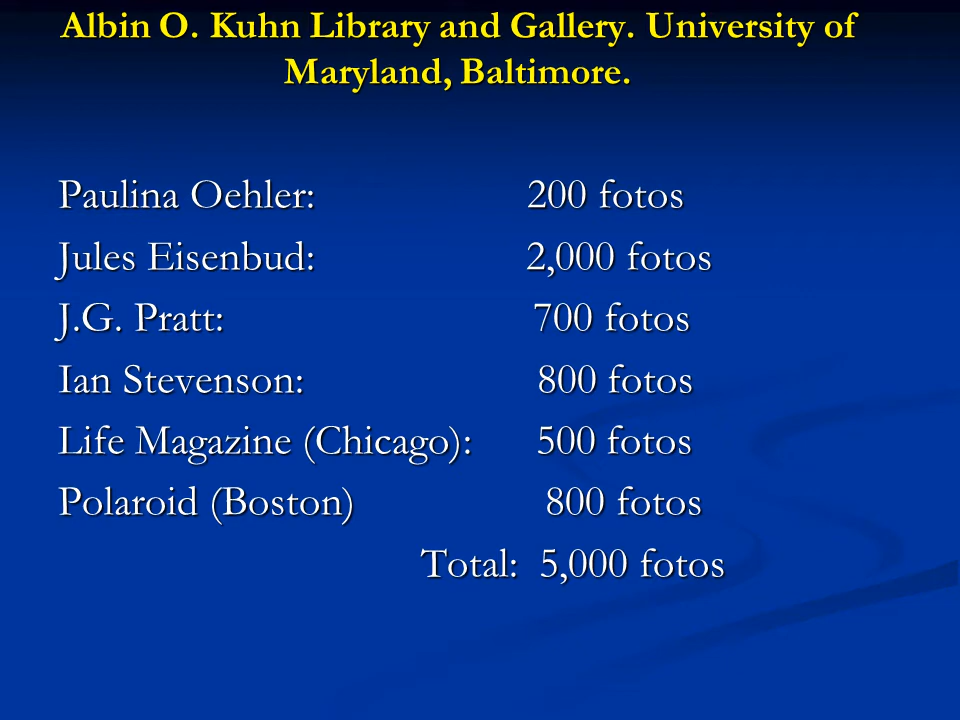 Albin O. Kuhn Library and Gallery. University of
Maryland, Baltimore.
Paulina Oehler: 200 fotos
Jules Eisenbud: 2,000 fotos
J.G. Pratt: 700 fotos
Ian Stevenson: 800 fotos
Life Magazine (Chicago): 500 fotos
Polaroid (Boston) 800 fotos
Total: 5,000 fotos